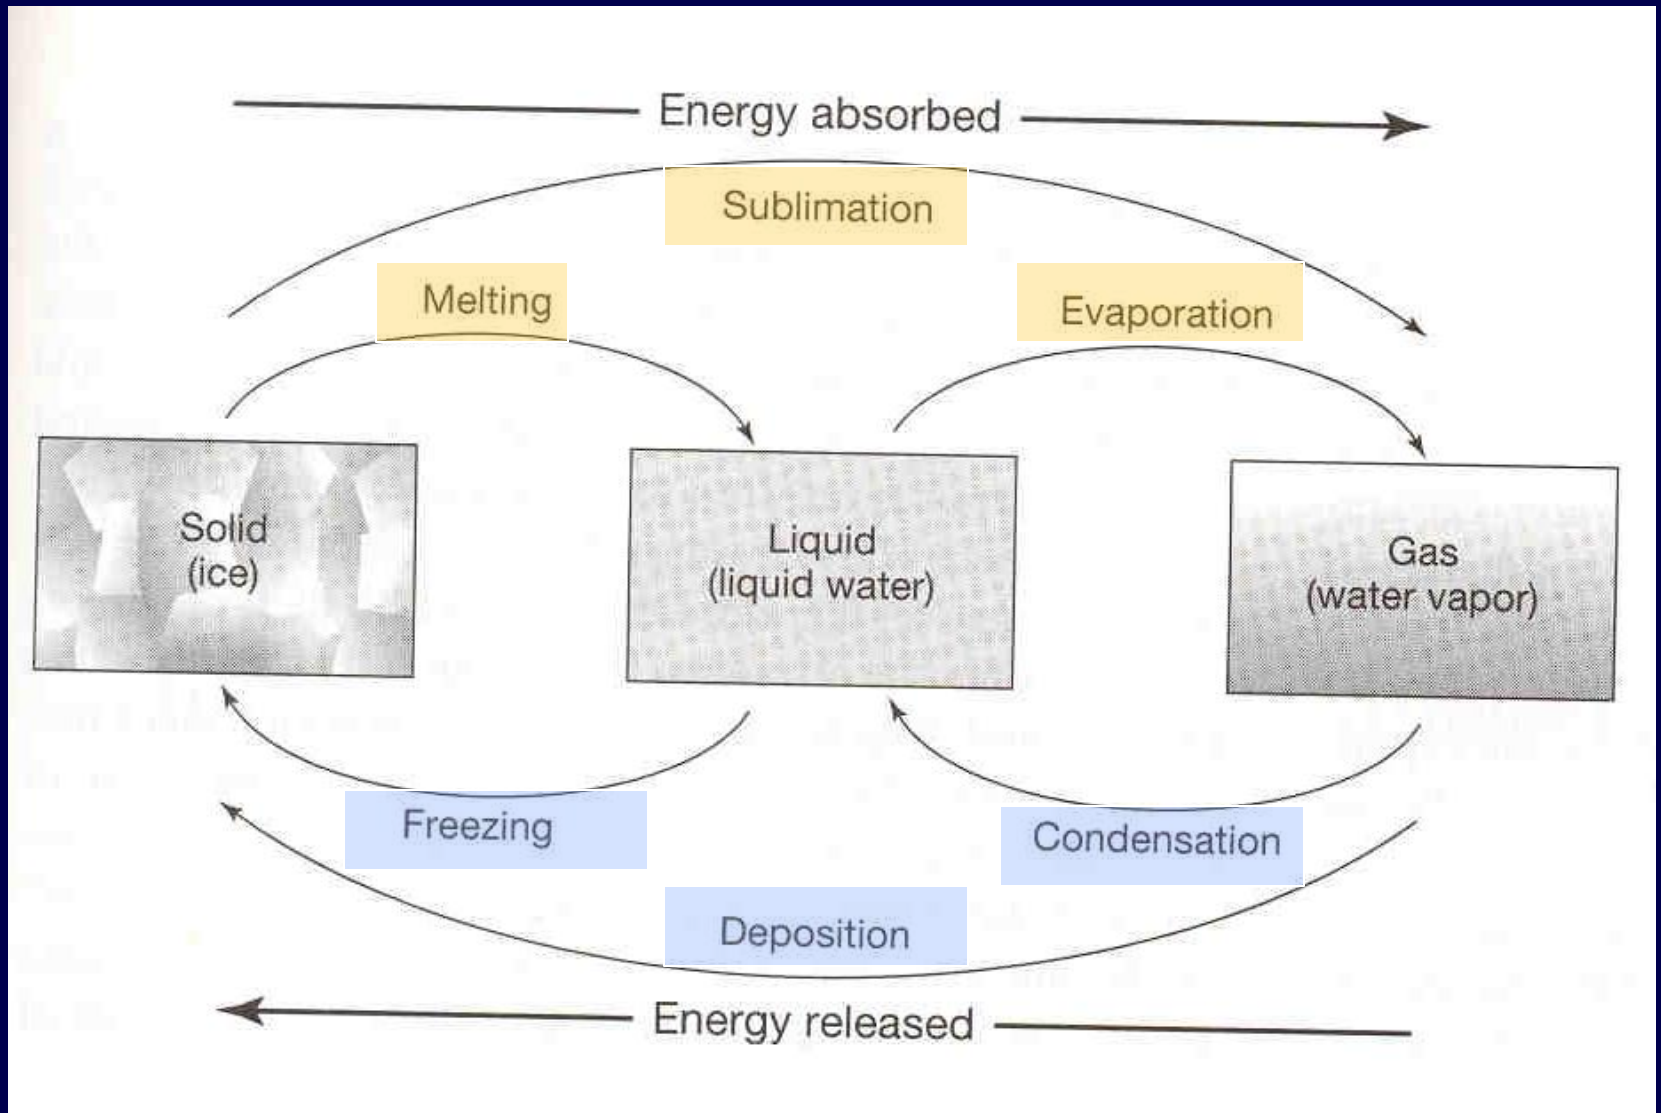 Energy absorbed
Sublimation
Melting
Evaporation
Solid
(ice)
Liquid
(liquid water)
Gas
(water vapor)
Freezing
Condensation
Deposition
Energy released